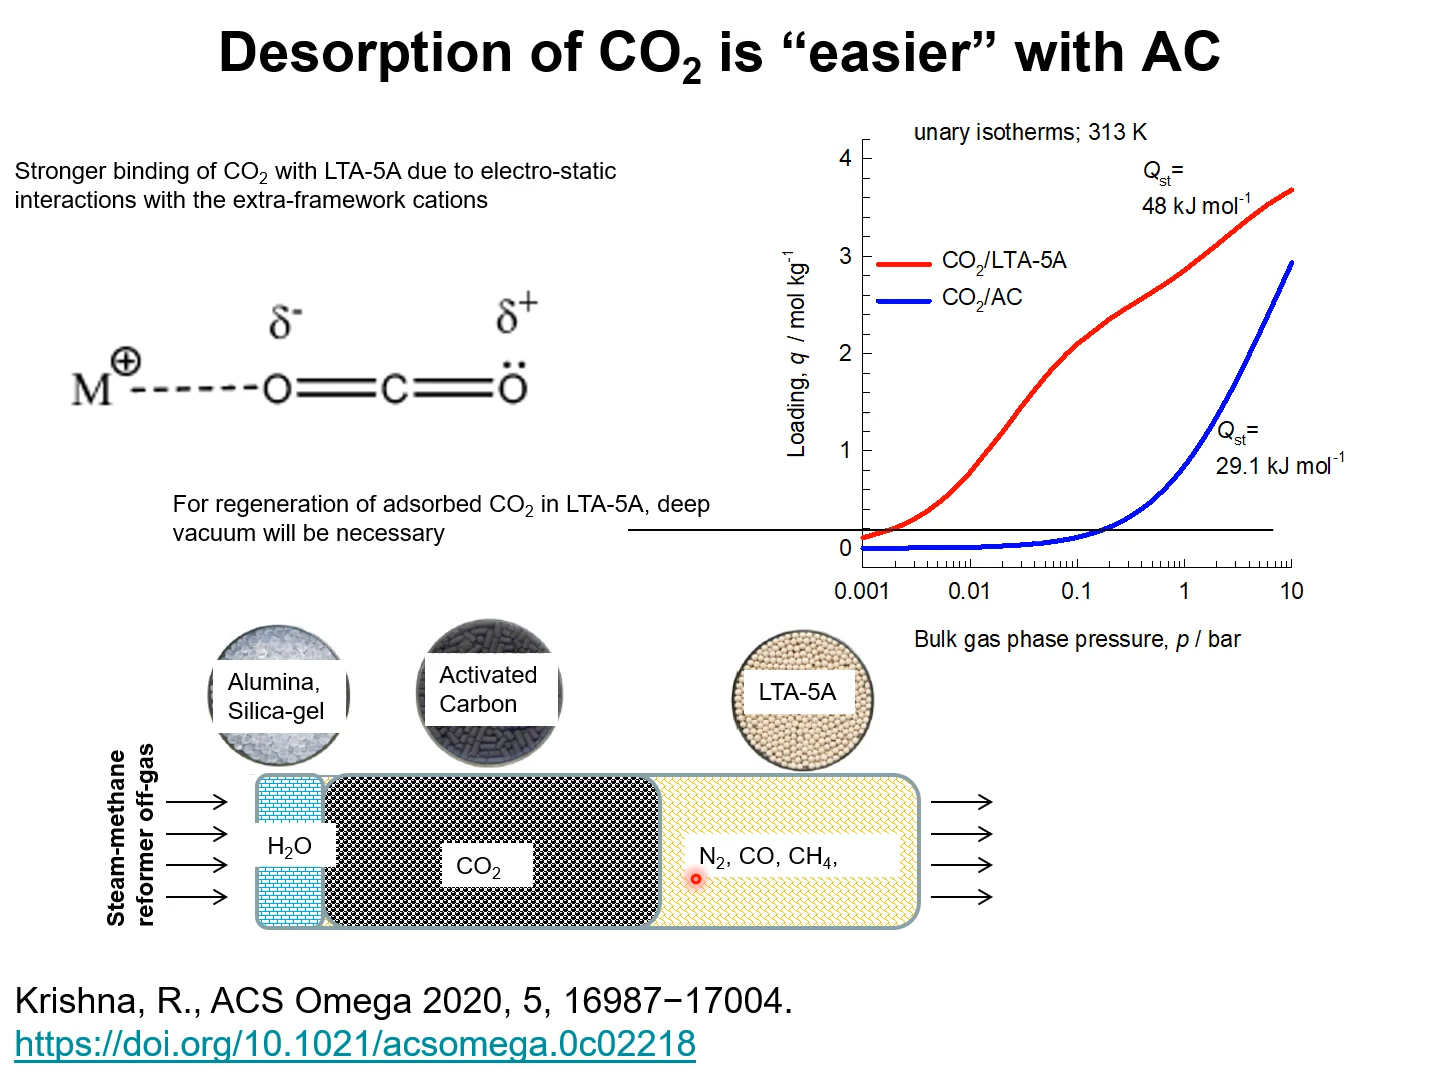 Desorption of CO₂ is “easier” with AC
Stronger binding of CO₂ with LTA-5A due to electro-static
interactions with the extra-framework cations
δ⁻
δ⁺
M⊕ O C Ö
For regeneration of adsorbed CO₂ in LTA-5A, deep
vacuum will be necessary
unary isotherms; 313 K
Q_st=
48 kJ mol⁻¹
CO₂/LTA-5A
CO₂/AC
Q_st=
29.1 kJ mol⁻¹
Loading, q / mol kg⁻¹
4
3
2
1
0
0.001 0.01 0.1 1 10
Bulk gas phase pressure, p / bar
Alumina,
Silica-gel
Activated
Carbon
LTA-5A
Steam-methane
reformer off-gas
H₂O
CO₂
N₂, CO, CH₄,
Krishna, R., ACS Omega 2020, 5, 16987−17004.
https://doi.org/10.1021/acsomega.0c02218